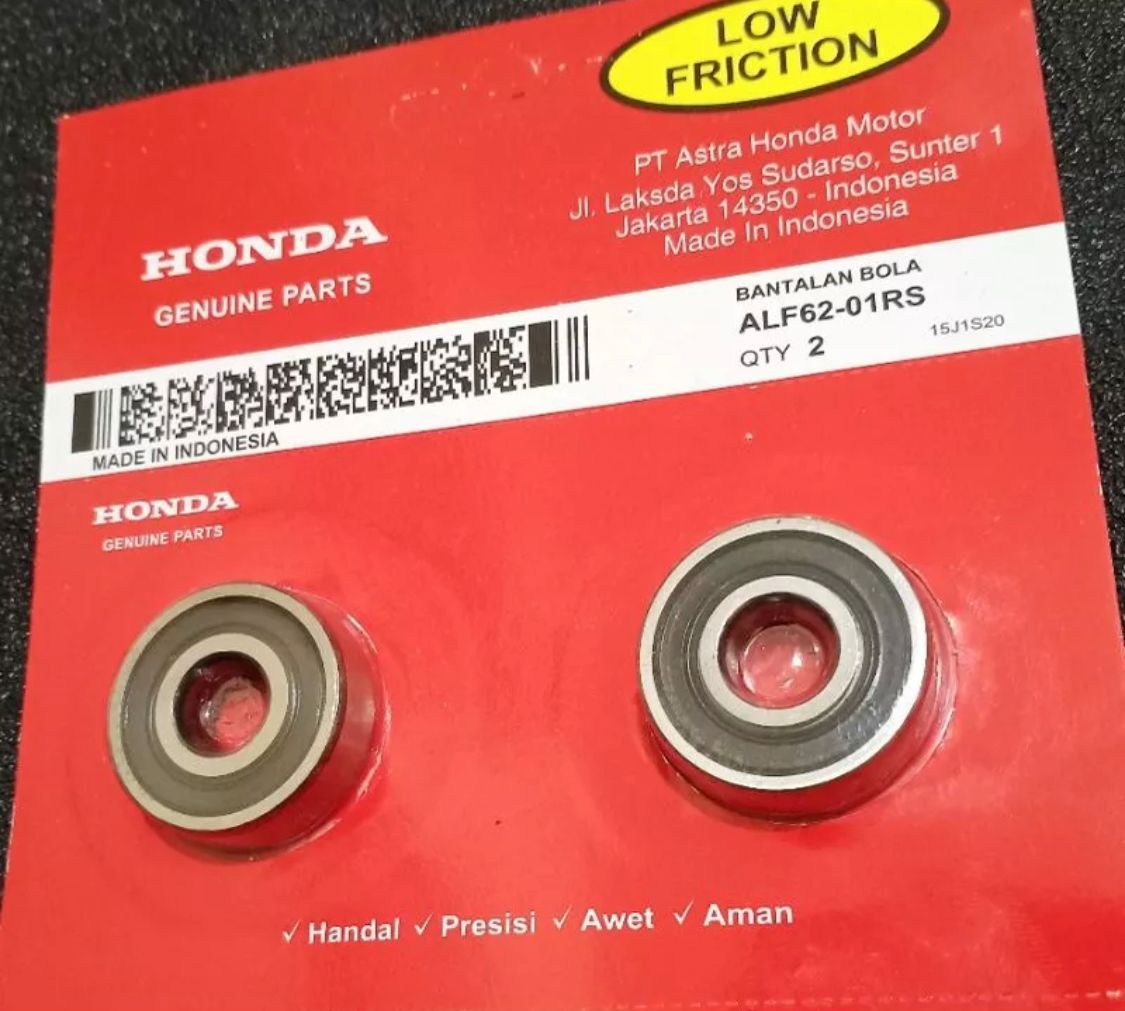 LOW
FRICTION
PT Astra Honda Motor
Jl. Laksda Yos Sudarso, Sunter 1
Jakarta 14350 - Indonesia
Made In Indonesia
HONDA
GENUINE PARTS
BANTALAN BOLA
ALF62-01RS
QTY 2
15J1S20
MADE IN INDONESIA
HONDA
GENUINE PARTS
✓ Handal ✓ Presisi ✓ Awet ✓ Aman